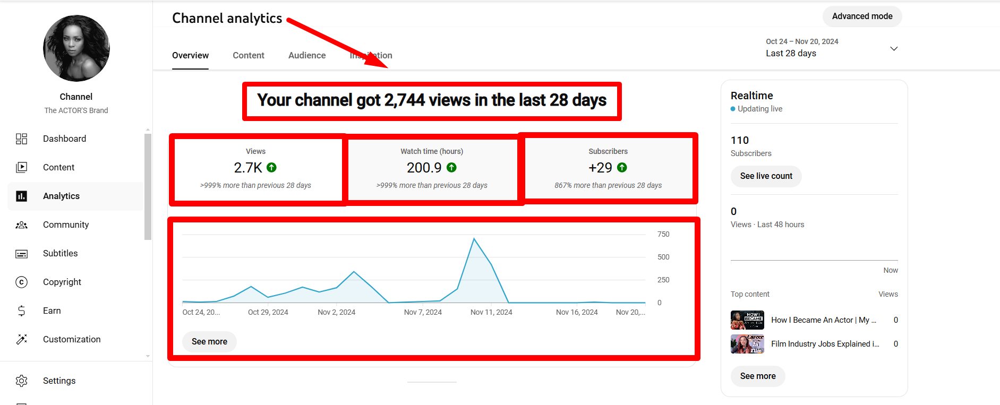 Channel analytics
Advanced mode
Overview
Content
Audience
Oct 24 – Nov 20, 2024
Last 28 days
Channel
The ACTOR'S Brand
Dashboard
Content
Analytics
Community
Subtitles
Copyright
Earn
Customization
Settings
Your channel got 2,744 views in the last 28 days
Views
2.7K
>999% more than previous 28 days
Watch time (hours)
200.9
>999% more than previous 28 days
Subscribers
+29
867% more than previous 28 days
750
500
250
0
Oct 24, 20...
Oct 29, 2024
Nov 2, 2024
Nov 7, 2024
Nov 11, 2024
Nov 16, 2024
Nov 20,...
See more
Realtime
Updating live
110
Subscribers
See live count
0
Views · Last 48 hours
Now
Top content Views
HOW I
BECAME
AN ACTOR
How I Became An Actor | My ... 0
Career
Film
Film Industry Jobs Explained i... 0
See more